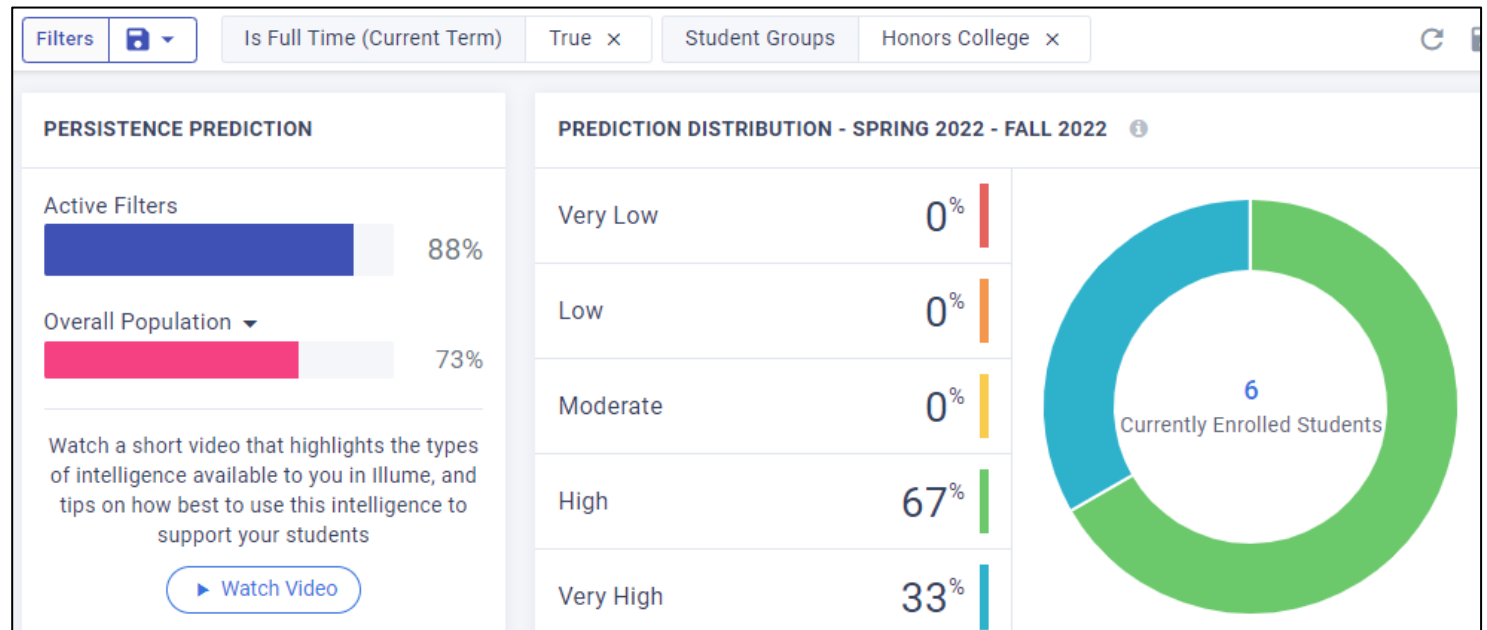 Filters
Is Full Time (Current Term) True × Student Groups Honors College ×
PERSISTENCE PREDICTION
Active Filters
88%
Overall Population
73%
Watch a short video that highlights the types
of intelligence available to you in Illume, and
tips on how best to use this intelligence to
support your students
Watch Video
PREDICTION DISTRIBUTION - SPRING 2022 - FALL 2022
Very Low 0%
Low 0%
Moderate 0%
High 67%
Very High 33%
6
Currently Enrolled Students